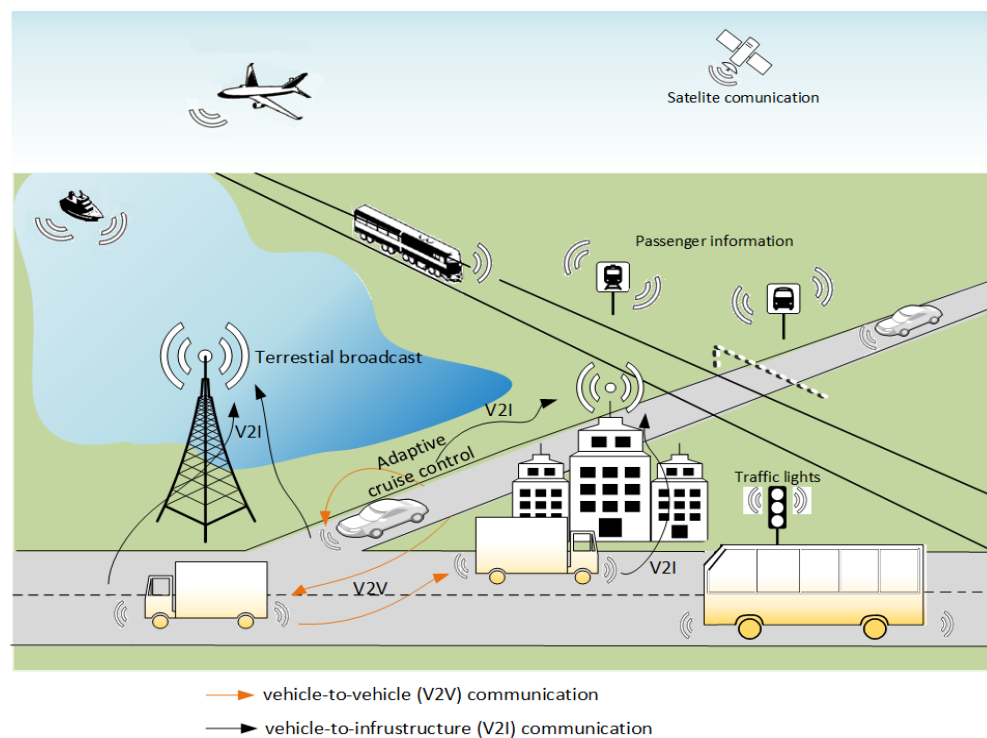 Satelite comunication
Passenger information
Terrestial broadcast
V2I
V2I
Adaptive
cruise control
Traffic lights
V2I
V2V
vehicle-to-vehicle (V2V) communication
vehicle-to-infrustructure (V2I) communication